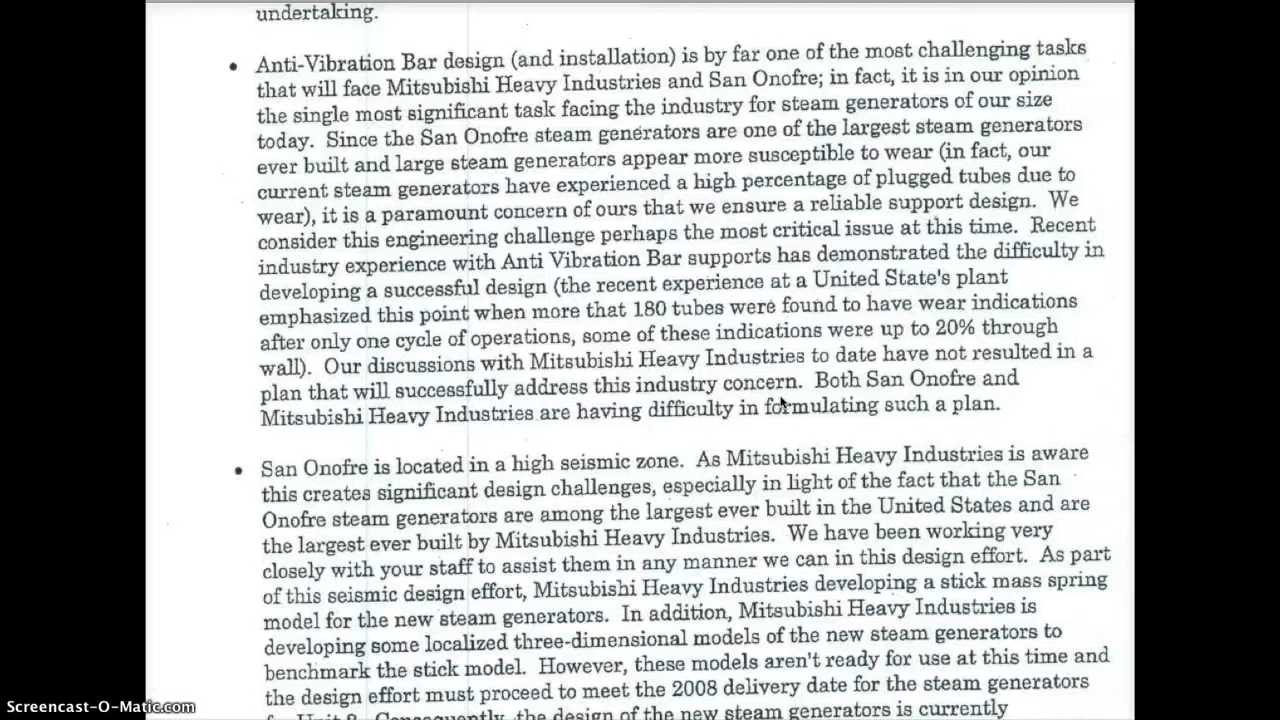 undertaking.
• Anti-Vibration Bar design (and installation) is by far one of the most challenging tasks
that will face Mitsubishi Heavy Industries and San Onofre; in fact, it is in our opinion
the single most significant task facing the industry for steam generators of our size
today. Since the San Onofre steam generators are one of the largest steam generators
ever built and large steam generators appear more susceptible to wear (in fact, our
current steam generators have experienced a high percentage of plugged tubes due to
wear), it is a paramount concern of ours that we ensure a reliable support design. We
consider this engineering challenge perhaps the most critical issue at this time. Recent
industry experience with Anti Vibration Bar supports has demonstrated the difficulty in
developing a successful design (the recent experience at a United State's plant
emphasized this point when more that 180 tubes were found to have wear indications
after only one cycle of operations, some of these indications were up to 20% through
wall). Our discussions with Mitsubishi Heavy Industries to date have not resulted in a
plan that will successfully address this industry concern. Both San Onofre and
Mitsubishi Heavy Industries are having difficulty in formulating such a plan.
• San Onofre is located in a high seismic zone. As Mitsubishi Heavy Industries is aware
this creates significant design challenges, especially in light of the fact that the San
Onofre steam generators are among the largest ever built in the United States and are
the largest ever built by Mitsubishi Heavy Industries. We have been working very
closely with your staff to assist them in any manner we can in this design effort. As part
of this seismic design effort, Mitsubishi Heavy Industries developing a stick mass spring
model for the new steam generators. In addition, Mitsubishi Heavy Industries is
developing some localized three-dimensional models of the new steam generators to
benchmark the stick model. However, these models aren't ready for use at this time and
the design effort must proceed to meet the 2008 delivery date for the steam generators
Consequently, the design of the new steam generators is currently
Screencast-O-Matic.com